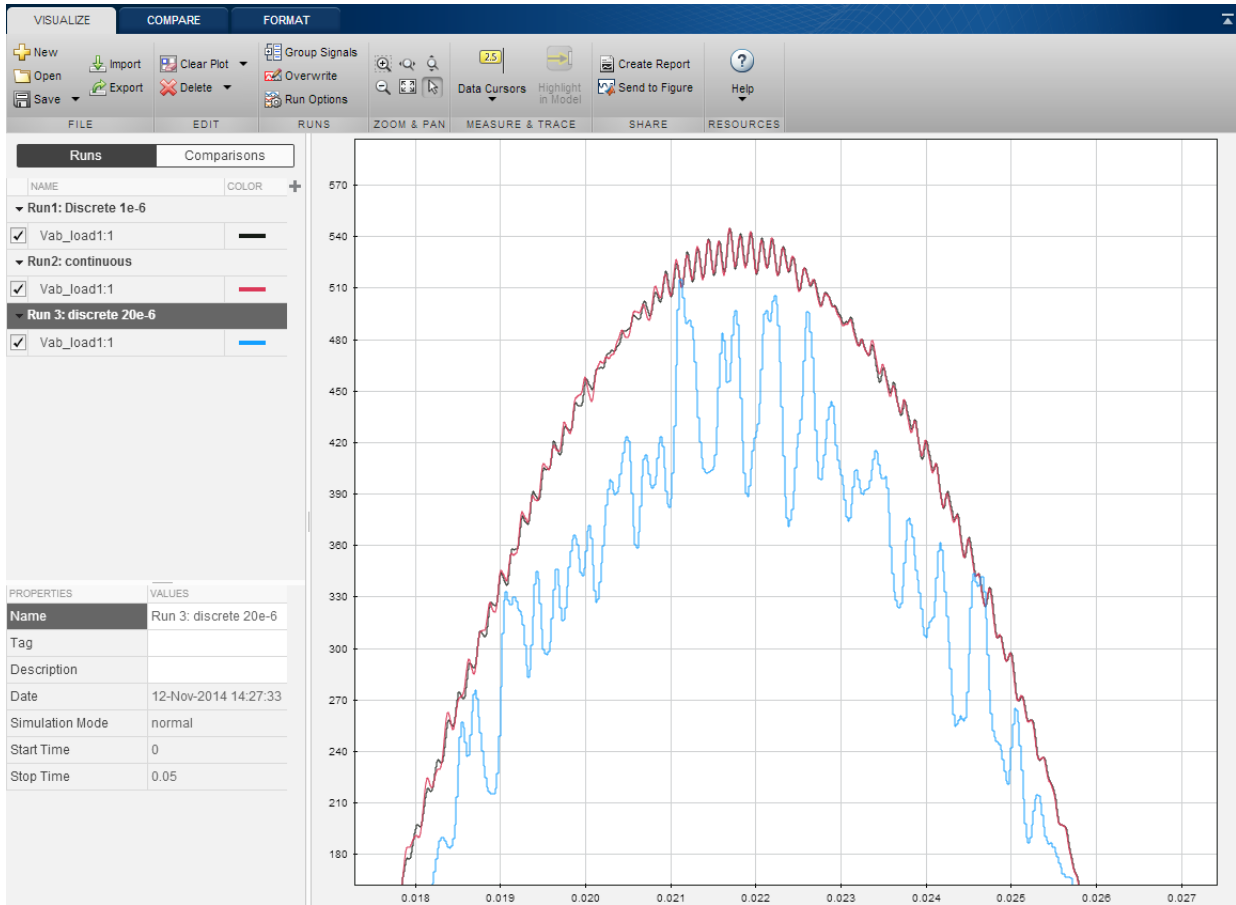 VISUALIZE COMPARE FORMAT
New Import Clear Plot Group Signals
Open Overwrite 2.5 Create Report ?
Save Export Delete Run Options Data Cursors Highlight in Model Send to Figure Help
FILE EDIT RUNS ZOOM & PAN MEASURE & TRACE SHARE RESOURCES
Runs Comparisons
NAME COLOR
Run1: Discrete 1e-6
Vab_load1:1
Run2: continuous
Vab_load1:1
Run 3: discrete 20e-6
Vab_load1:1
PROPERTIES VALUES
Name Run 3: discrete 20e-6
Tag
Description
Date 12-Nov-2014 14:27:33
Simulation Mode normal
Start Time 0
Stop Time 0.05
570
540
510
480
450
420
390
360
330
300
270
240
210
180
0.018 0.019 0.020 0.021 0.022 0.023 0.024 0.025 0.026 0.027